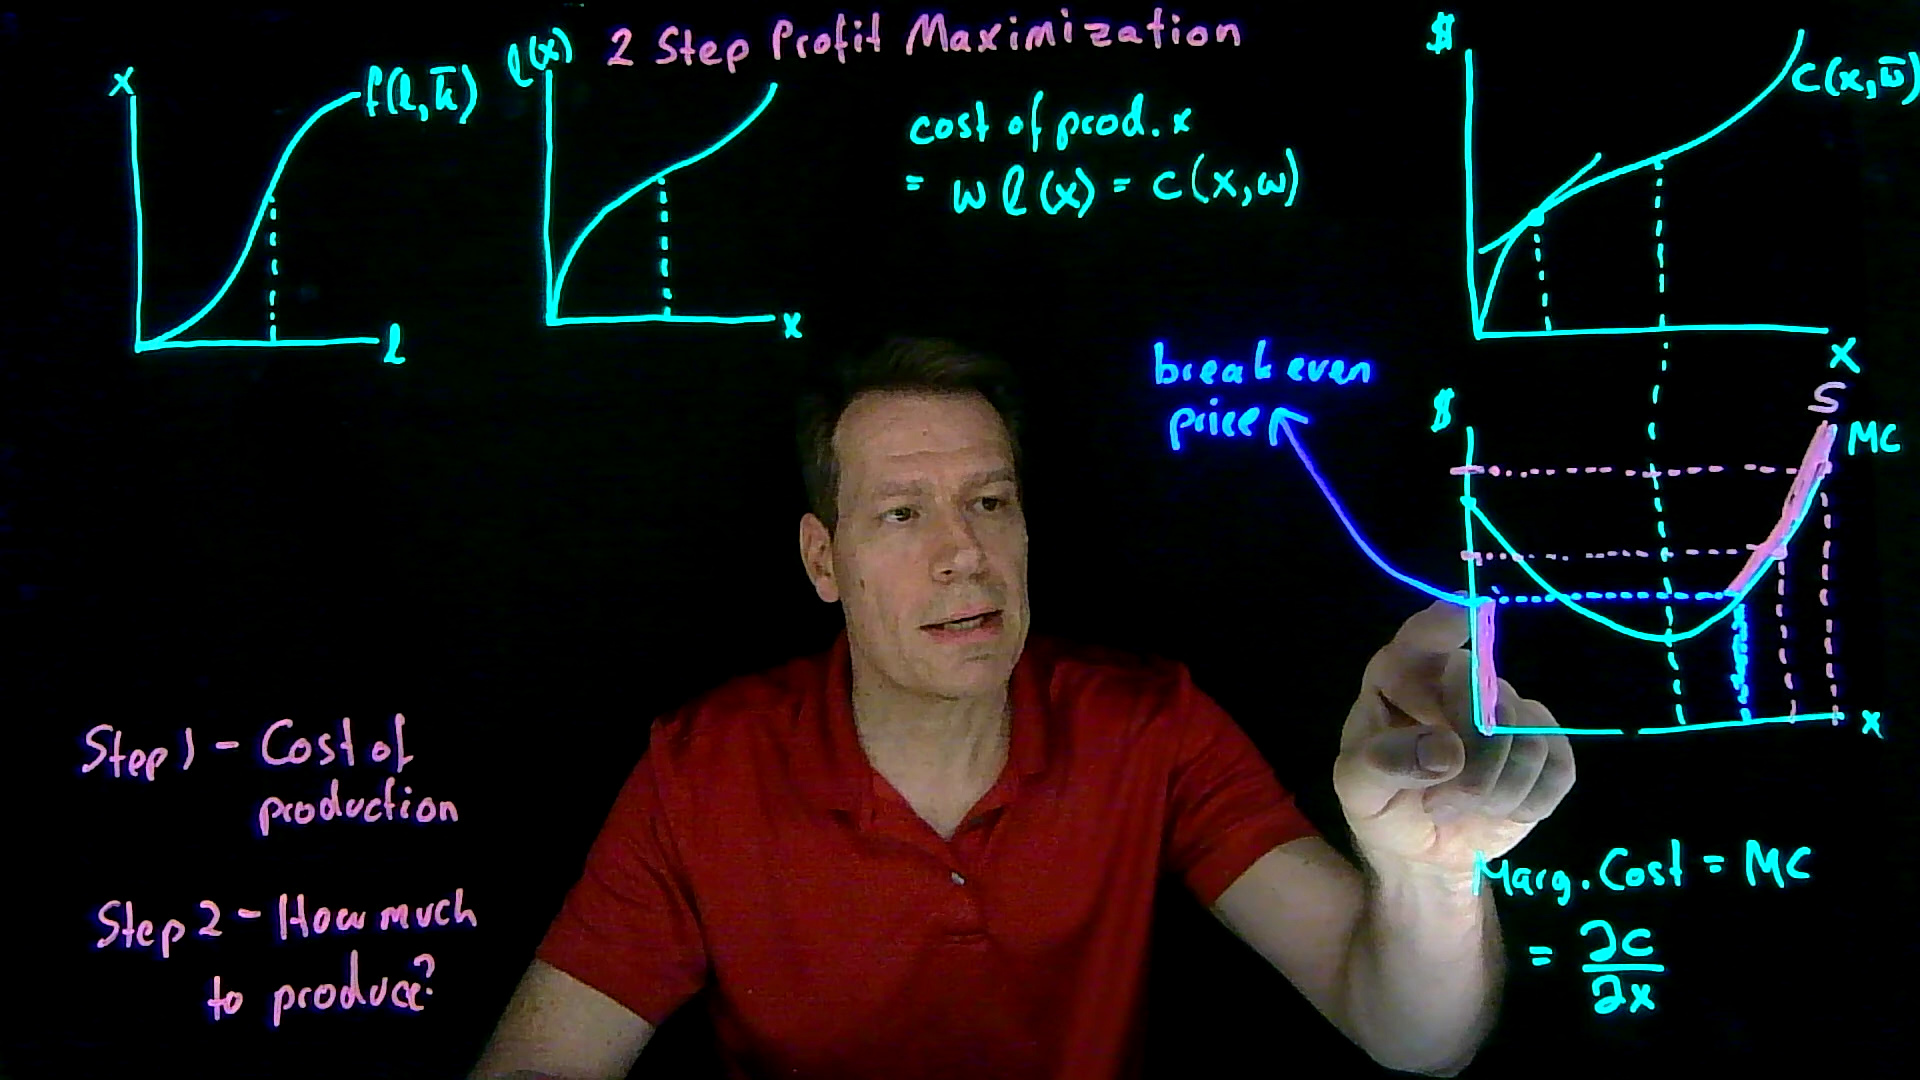 2 Step Profit Maximization
x
f(l, k̄)
l
l(x)
x
cost of prod. x
= w l(x) = c(x,w)
$
c(x, w̄)
x
break even
price
$
S
MC
x
Step 1 - Cost of
production
Step 2 - How much
to produce?
Marg. Cost = MC
= ∂c
∂x